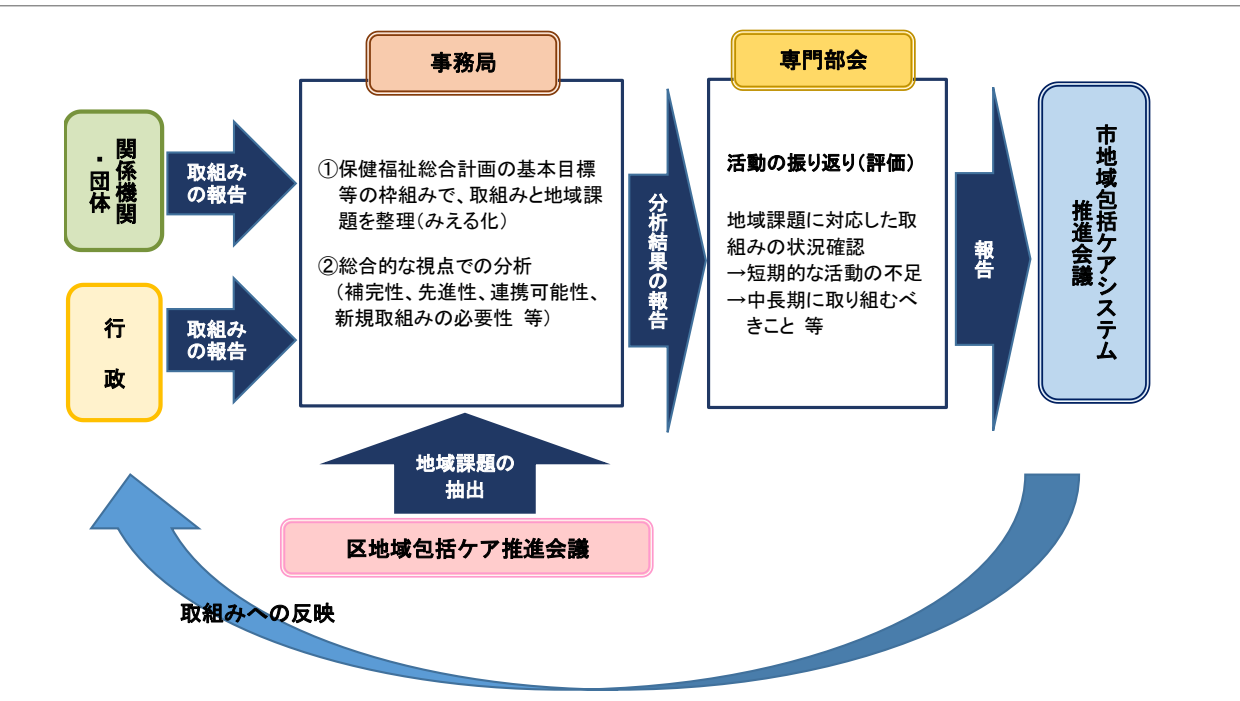 関係機関
・団体
行
政
取組み
の報告
取組み
の報告
事務局
①保健福祉総合計画の基本目標
等の枠組みで、取組みと地域課
題を整理（みえる化）
②総合的な視点での分析
（補完性、先進性、連携可能性、
新規取組みの必要性 等）
地域課題の
抽出
区地域包括ケア推進会議
分析結果の報告
専門部会
活動の振り返り（評価）
地域課題に対応した取
組みの状況確認
→短期的な活動の不足
→中長期に取り組むべ
きこと 等
報告
市地域包括ケアシステム
推進会議
取組みへの反映